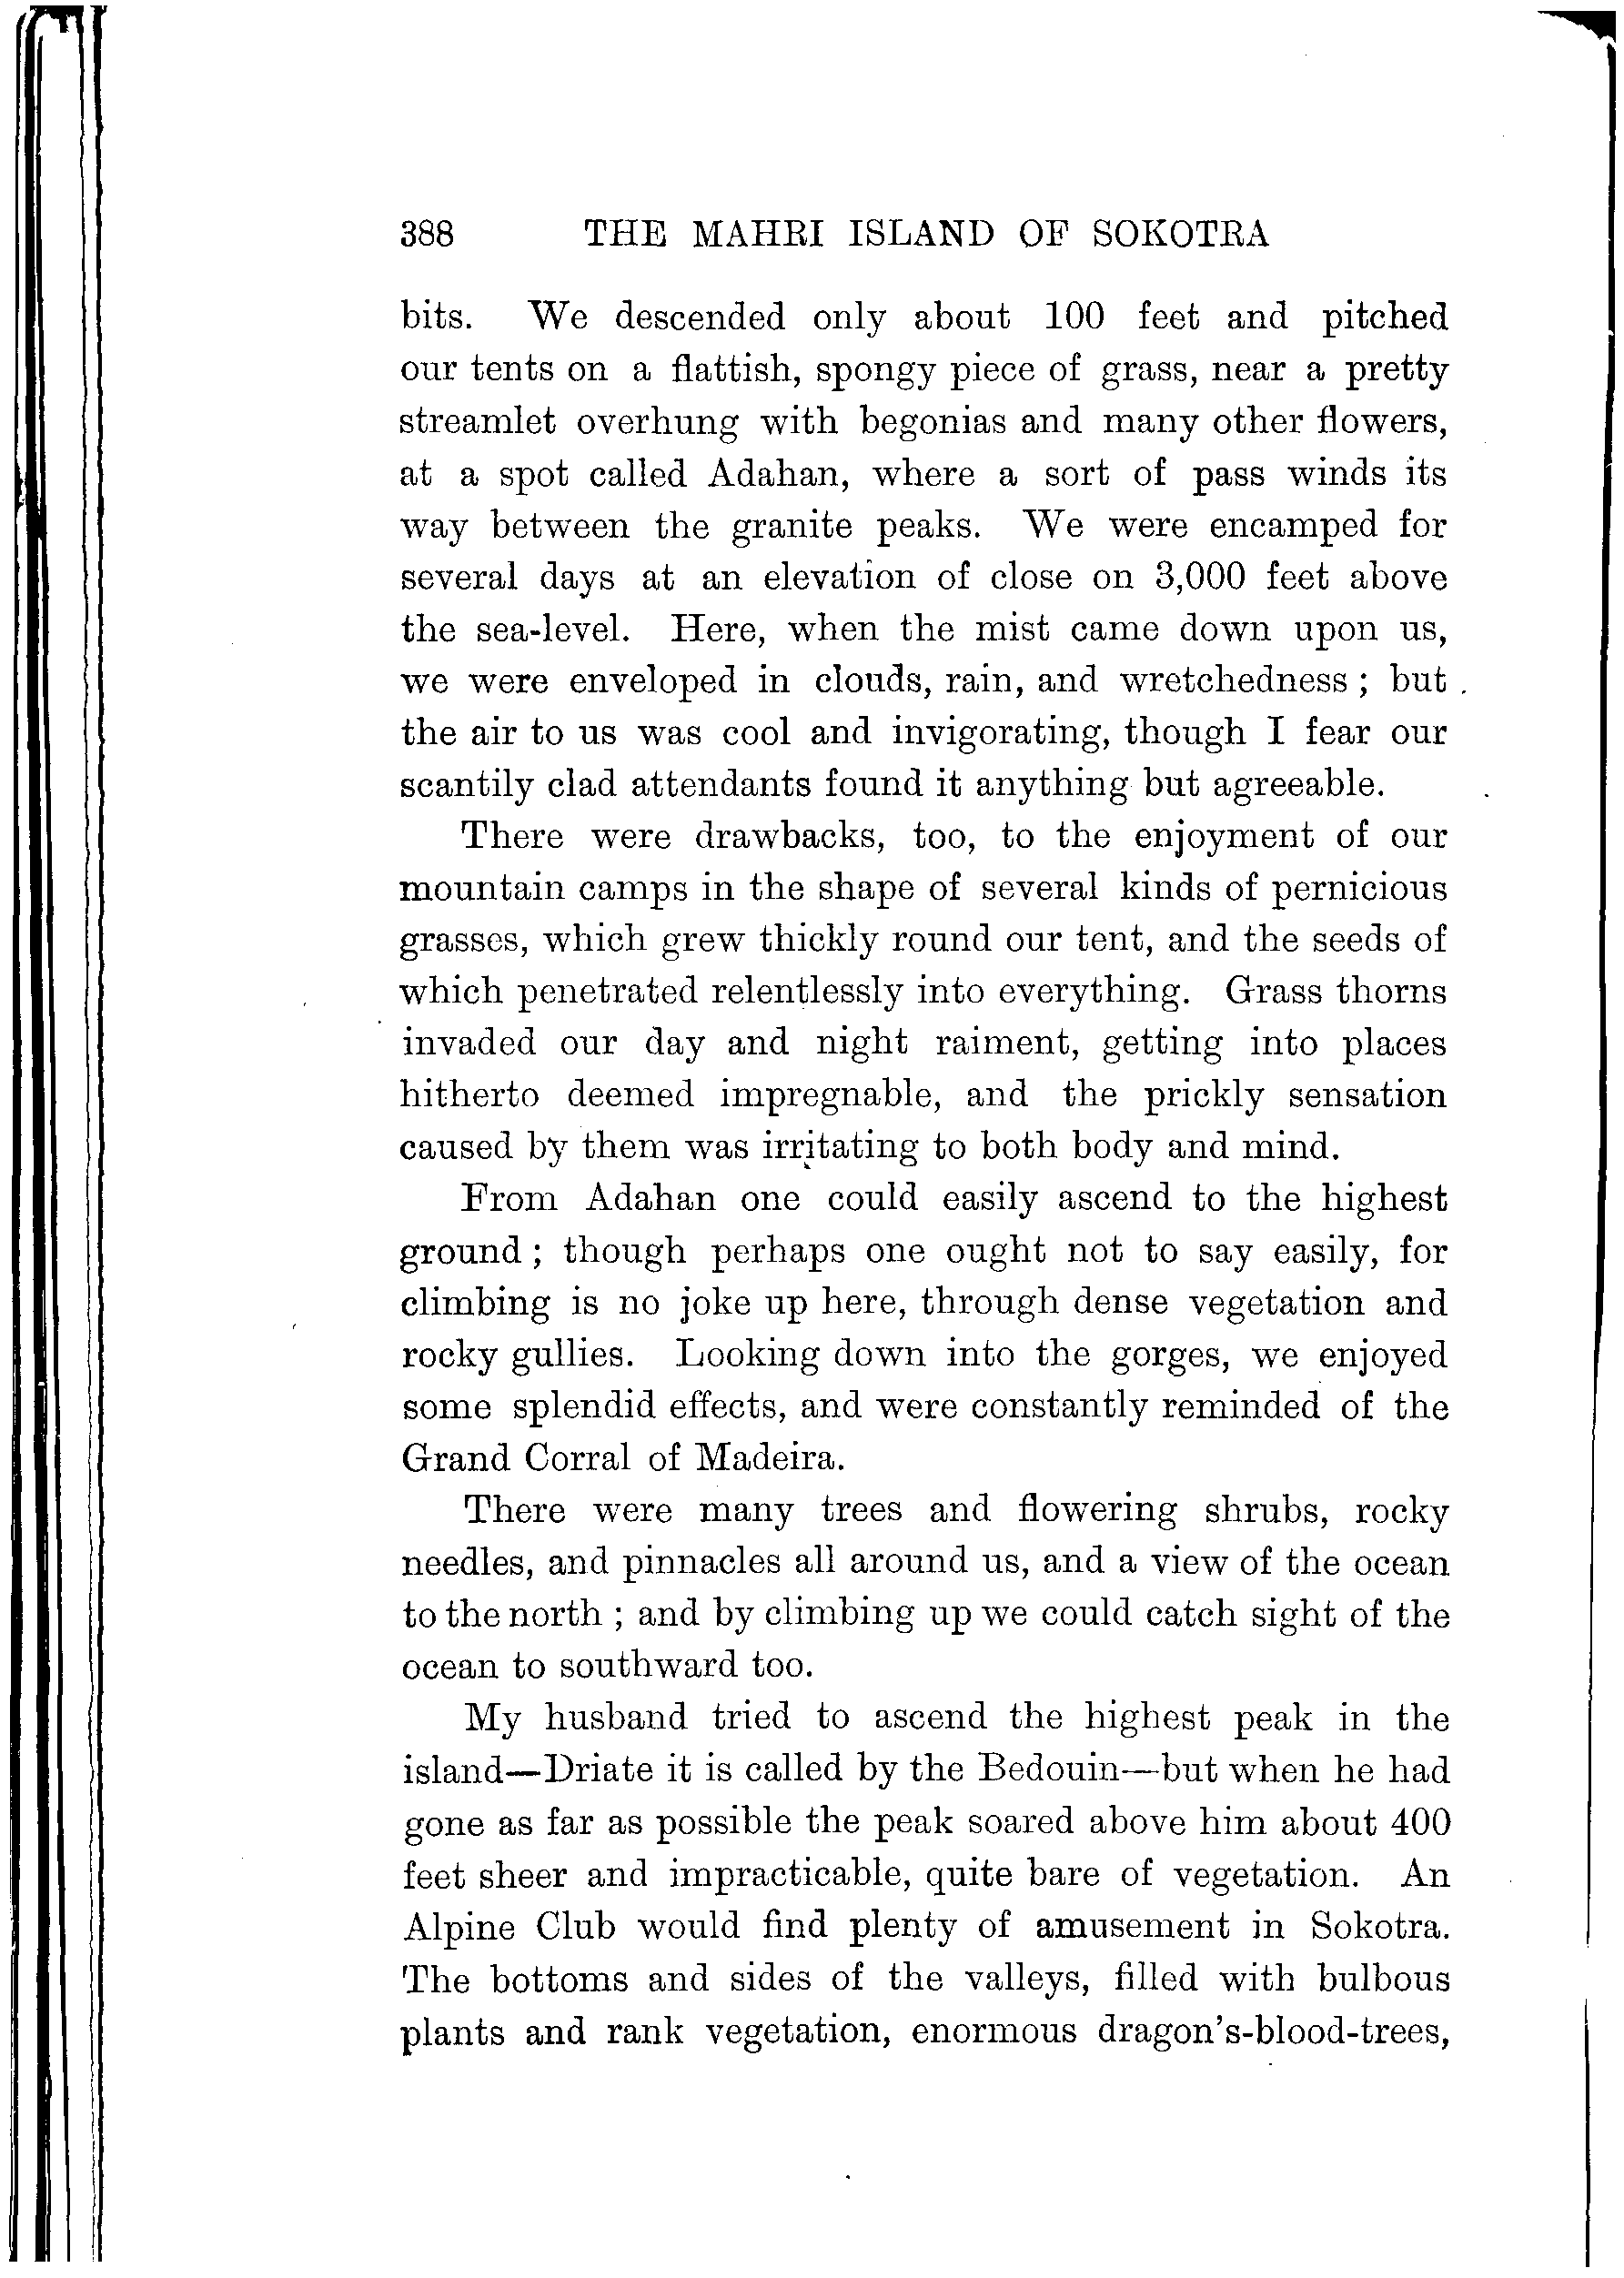 388 THE MAHRI ISLAND OF SOKOTRA
bits. We descended only about 100 feet and pitched
our tents on a flattish, spongy piece of grass, near a pretty
streamlet overhung with begonias and many other flowers,
at a spot called Adahan, where a sort of pass winds its
way between the granite peaks. We were encamped for
several days at an elevation of close on 3,000 feet above
the sea-level. Here, when the mist came down upon us,
we were enveloped in clouds, rain, and wretchedness ; but
the air to us was cool and invigorating, though I fear our
scantily clad attendants found it anything but agreeable.
There were drawbacks, too, to the enjoyment of our
mountain camps in the shape of several kinds of pernicious
grasses, which grew thickly round our tent, and the seeds of
which penetrated relentlessly into everything. Grass thorns
invaded our day and night raiment, getting into places
hitherto deemed impregnable, and the prickly sensation
caused by them was irritating to both body and mind.
From Adahan one could easily ascend to the highest
ground ; though perhaps one ought not to say easily, for
climbing is no joke up here, through dense vegetation and
rocky gullies. Looking down into the gorges, we enjoyed
some splendid effects, and were constantly reminded of the
Grand Corral of Madeira.
There were many trees and flowering shrubs, rocky
needles, and pinnacles all around us, and a view of the ocean
to the north ; and by climbing up we could catch sight of the
ocean to southward too.
My husband tried to ascend the highest peak in the
island—Driate it is called by the Bedouin—but when he had
gone as far as possible the peak soared above him about 400
feet sheer and impracticable, quite bare of vegetation. An
Alpine Club would find plenty of amusement in Sokotra.
The bottoms and sides of the valleys, filled with bulbous
plants and rank vegetation, enormous dragon's-blood-trees,